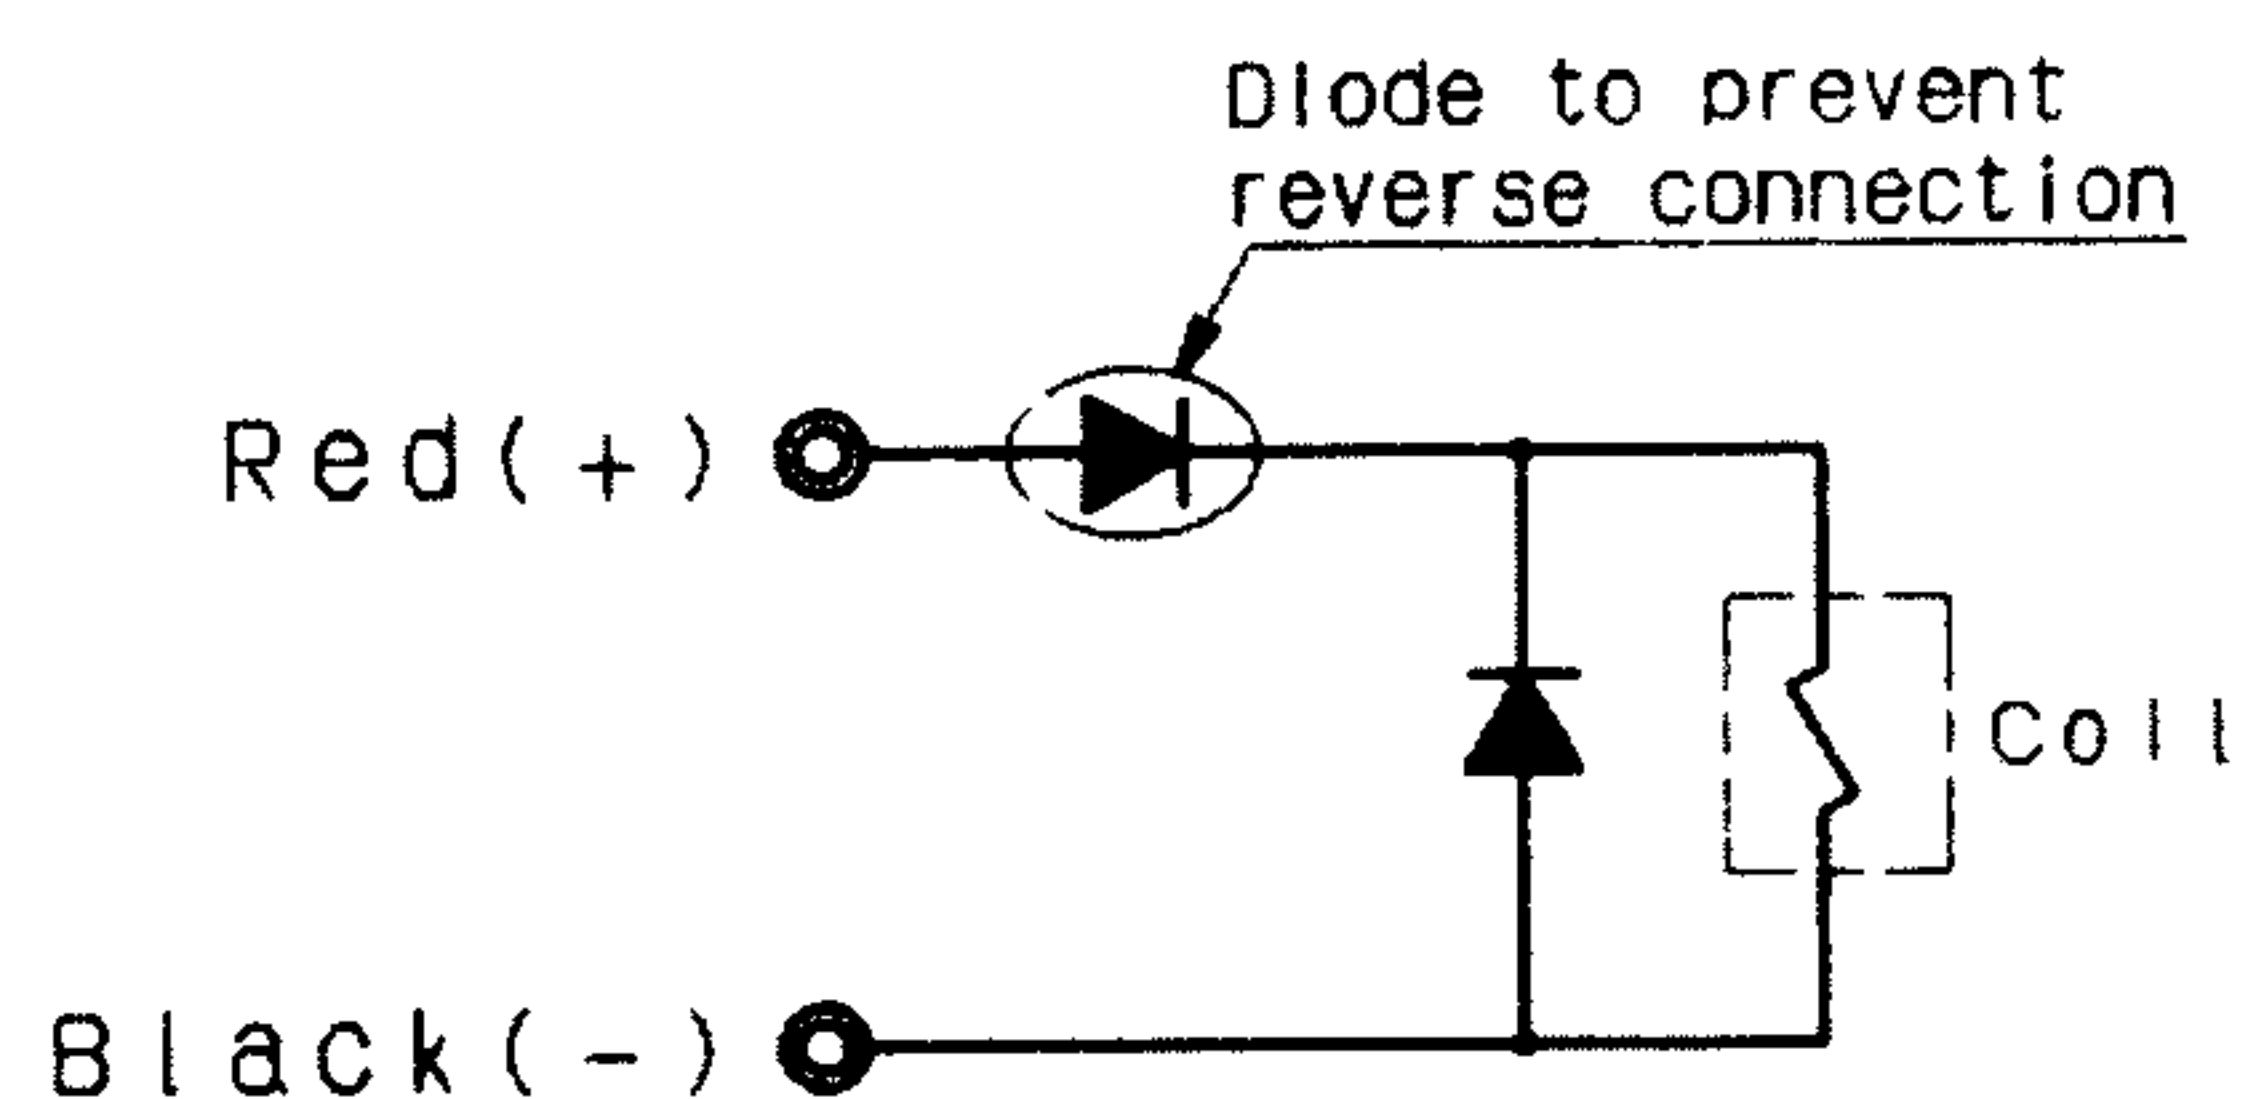 Diode to prevent
reverse connection
Red(+)
Coil
Black(-)